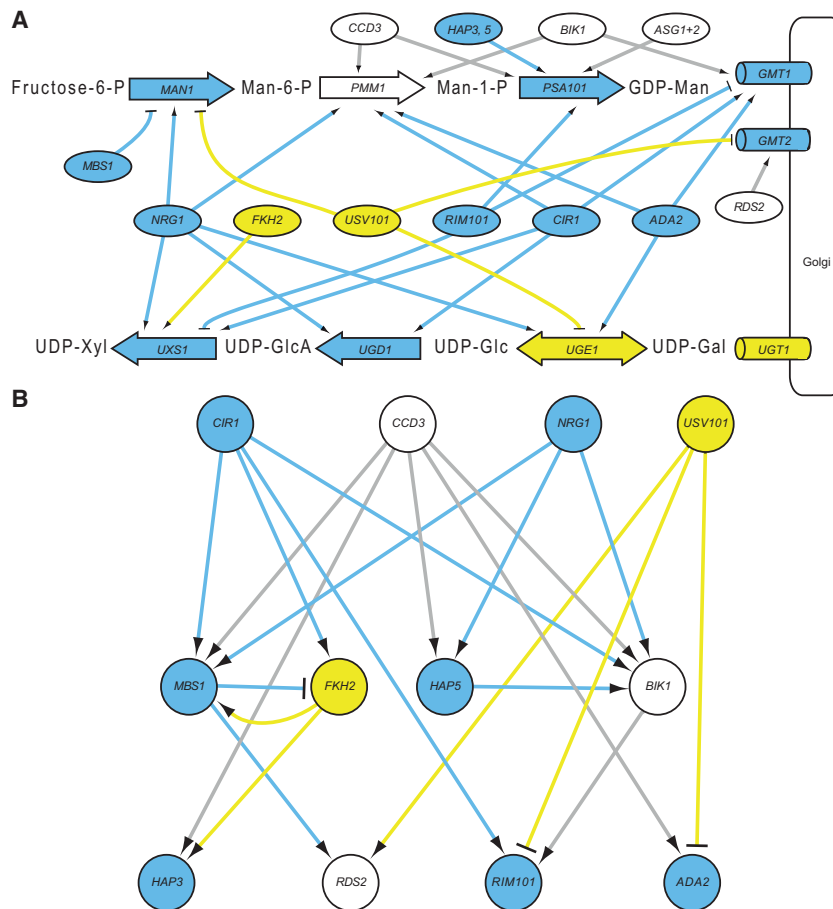 A
CCD3 HAP3, 5 BIK1 ASG1+2
Fructose-6-P MAN1 Man-6-P PMM1 Man-1-P PSA101 GDP-Man GMT1
GMT2
MBS1
RDS2
NRG1 FKH2 USV101 RIM101 CIR1 ADA2
Golgi
UDP-Xyl UXS1 UDP-GlcA UGD1 UDP-Glc UGE1 UDP-Gal UGT1
B
CIR1 CCD3 NRG1 USV101
MBS1 FKH2 HAP5 BIK1
HAP3 RDS2 RIM101 ADA2